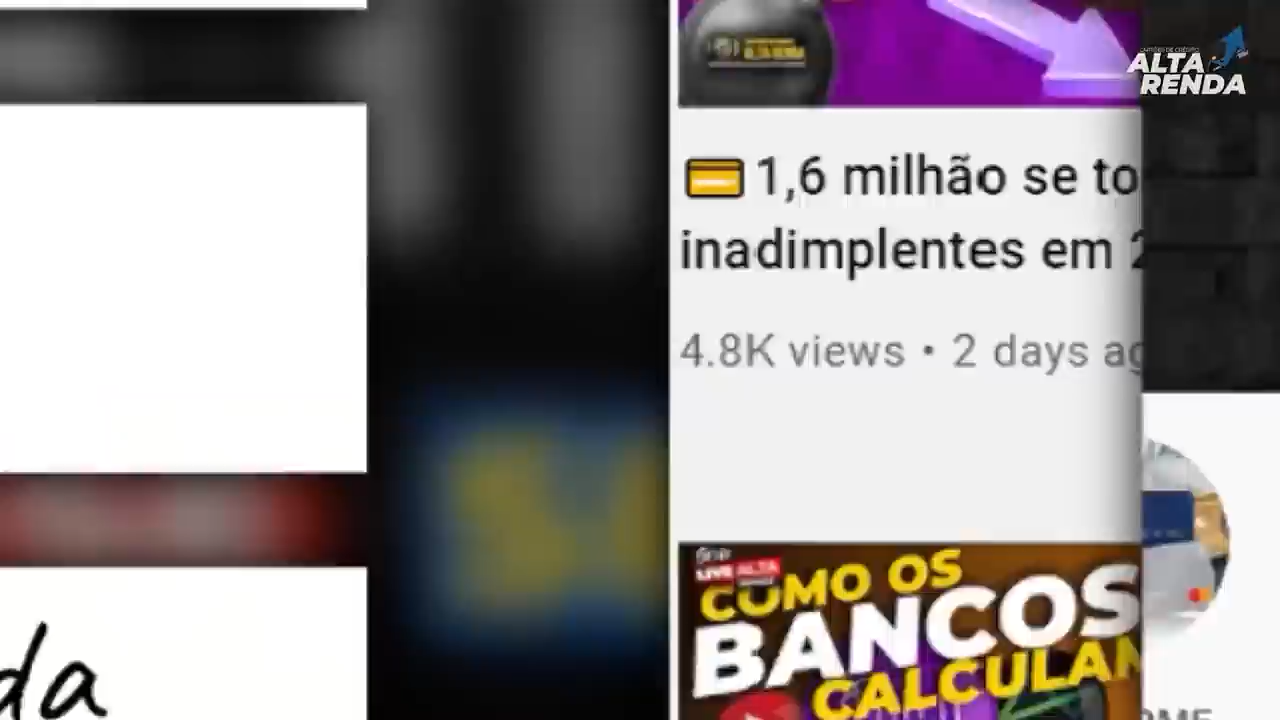 ALTA
RENDA
1,6 milhão se to
inadimplentes em 2
4.8K views • 2 days ag
LIVE ALTA
COMO OS
BANCOS
CALCULAM
da